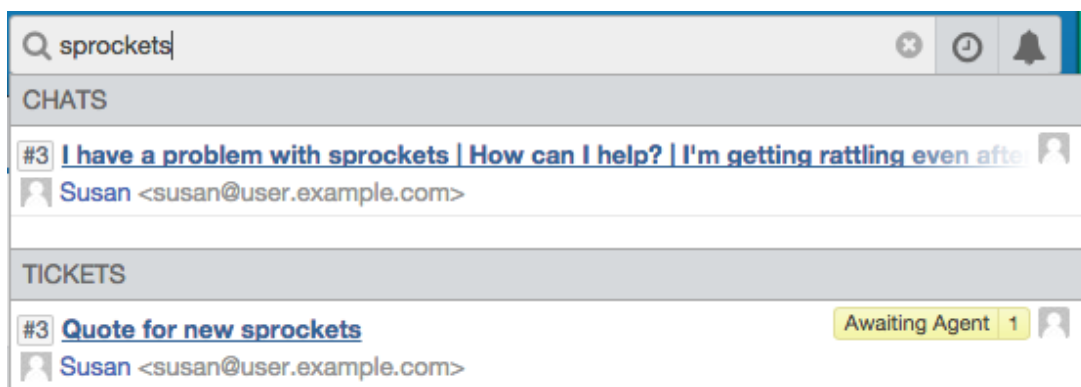 sprockets
CHATS
#3 I have a problem with sprockets | How can I help? | I'm getting rattling even after
Susan <susan@user.example.com>
TICKETS
#3 Quote for new sprockets Awaiting Agent 1
Susan <susan@user.example.com>